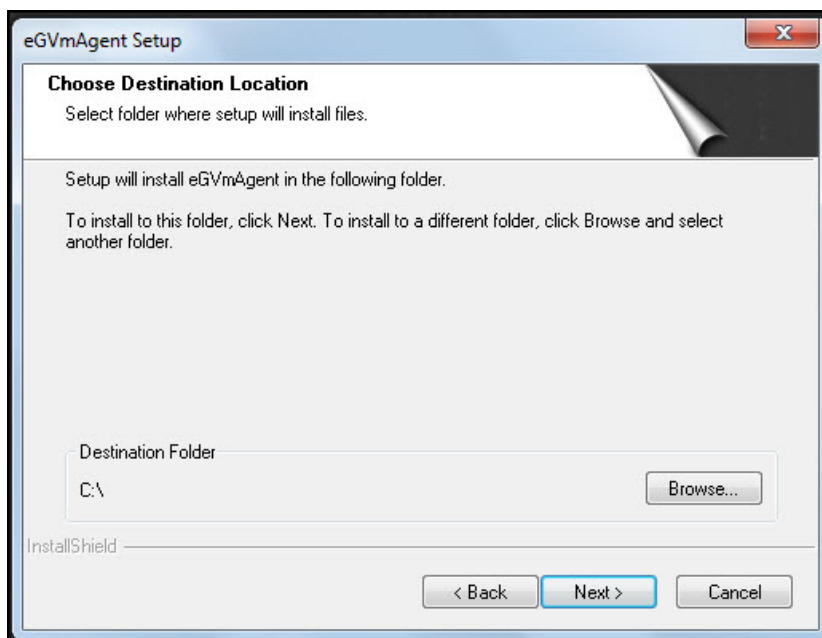 eGVmAgent Setup
Choose Destination Location
Select folder where setup will install files.
Setup will install eGVmAgent in the following folder.
To install to this folder, click Next. To install to a different folder, click Browse and select
another folder.
Destination Folder
C:\
Browse...
InstallShield
< Back
Next >
Cancel